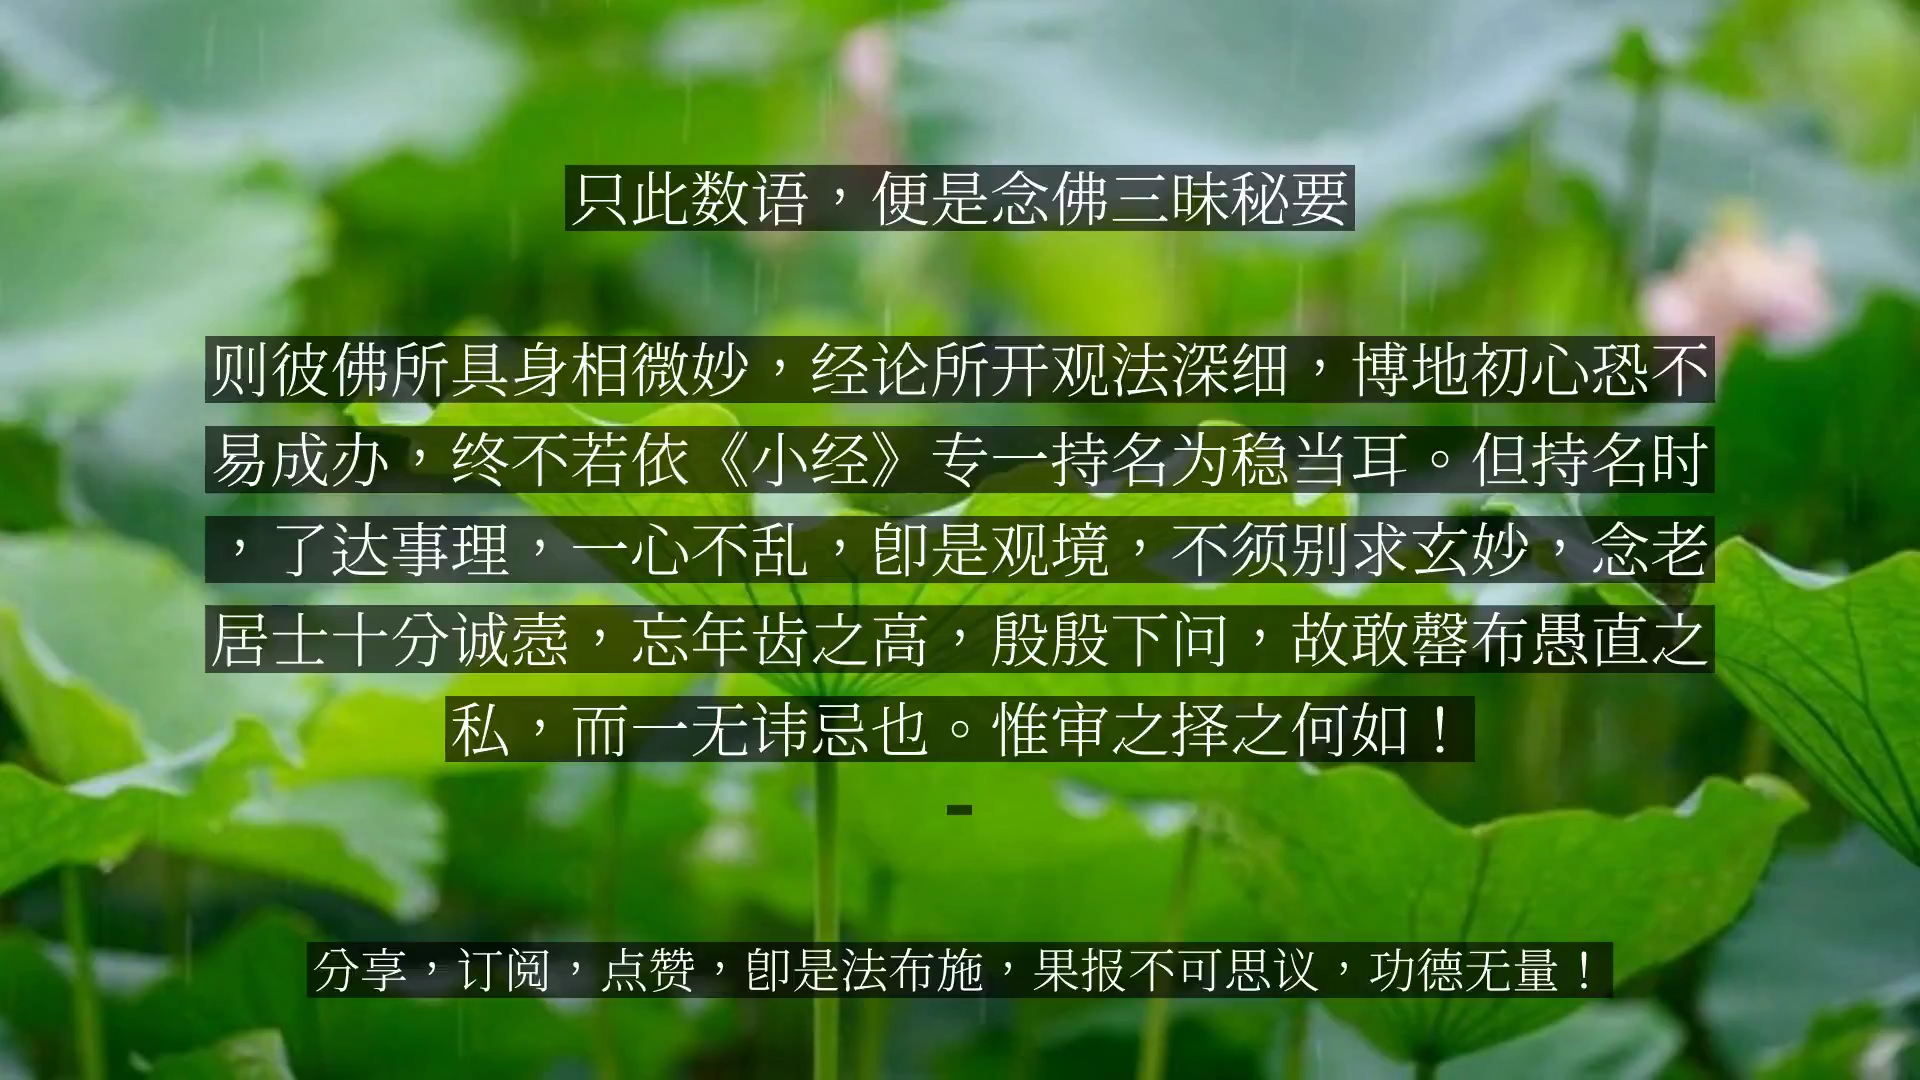 只此数语，便是念佛三昧秘要
则彼佛所具身相微妙，经论所开观法深细，博地初心恐不
易成办，终不若依《小经》专一持名为稳当耳。但持名时
，了达事理，一心不乱，卽是观境，不须别求玄妙，念老
居士十分诚悫，忘年齿之高，殷殷下问，故敢罄布愚直之
私，而一无讳忌也。惟审之择之何如！
-
分享，订阅，点赞，卽是法布施，果报不可思议，功德无量！